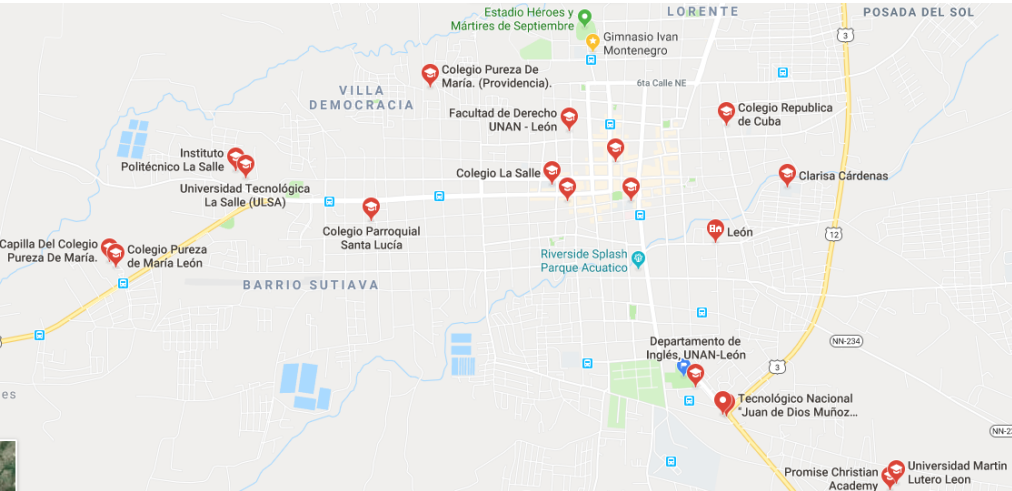 Estadio Héroes y
Mártires de Septiembre
LORENTE
POSADA DEL SOL
Gimnasio Ivan
Montenegro
3
Colegio Pureza De
María. (Providencia).
6ta Calle NE
VILLA
DEMOCRACIA
Facultad de Derecho
UNAN - León
Colegio Republica
de Cuba
Instituto
Politécnico La Salle
Colegio La Salle
Clarisa Cárdenas
Universidad Tecnológica
La Salle (ULSA)
Colegio Parroquial
Santa Lucía
León
12
Capilla Del Colegio
Pureza De María.
Colegio Pureza
de María León
Riverside Splash
Parque Acuatico
BARRIO SUTIAVA
Departamento de
Inglés, UNAN-León
NN-234
3
es
Tecnológico Nacional
"Juan de Dios Muñoz...
NN-23
Promise Christian
Academy
Universidad Martin
Lutero Leon